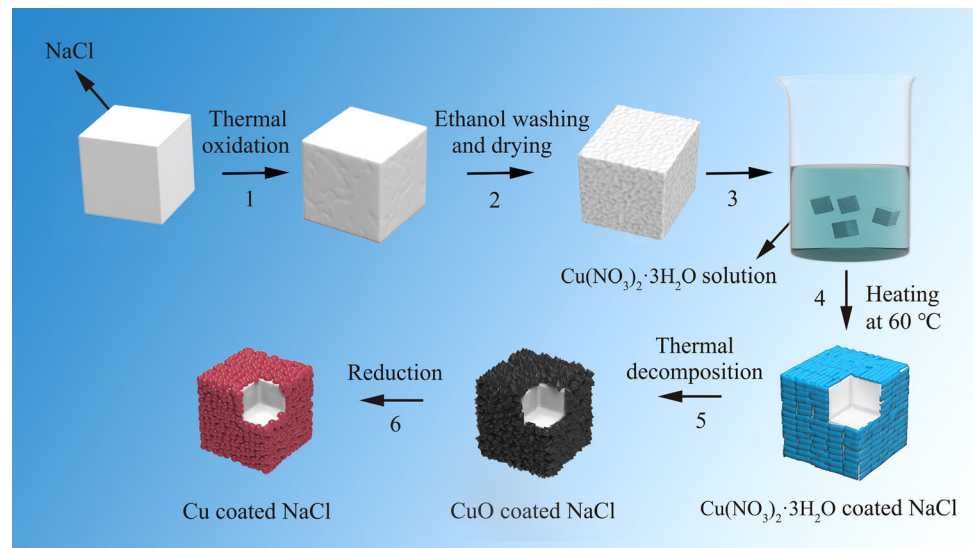 NaCl
Thermal
oxidation
1
Ethanol washing
and drying
2
3
Cu(NO₃)₂·3H₂O solution
4
Heating
at 60 ℃
Thermal
decomposition
5
Reduction
6
Cu coated NaCl
CuO coated NaCl
Cu(NO₃)₂·3H₂O coated NaCl